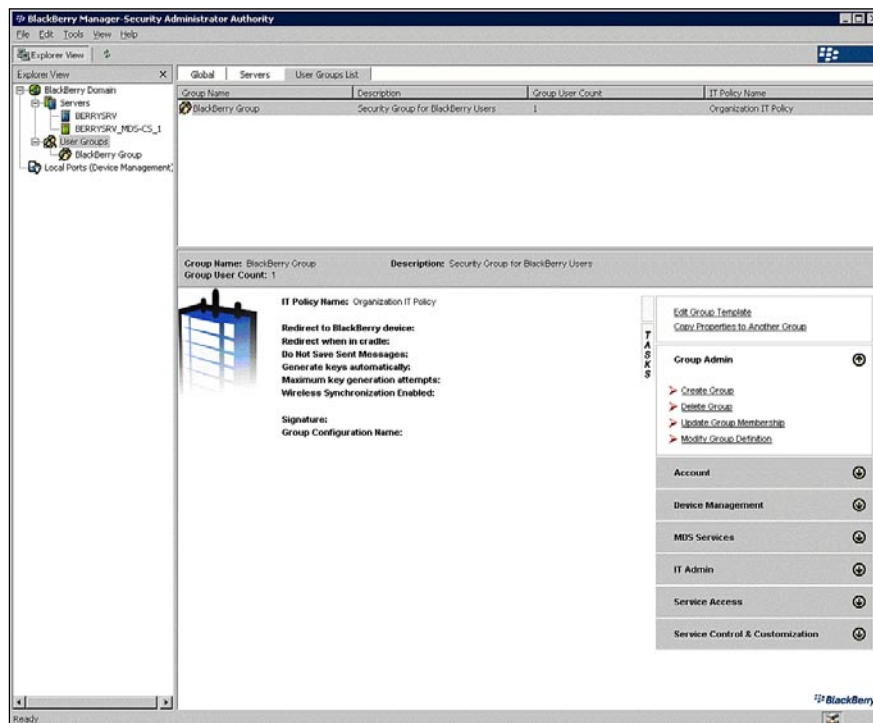 BlackBerry Manager-Security Administrator Authority
File Edit Tools View Help
Explorer View
Explorer View
Global Servers User Groups List
BlackBerry Domain
Servers
BERRYSRV
BERRYSRV_MDS-CS_1
User Groups
BlackBerry Group
Local Ports (Device Management)
Group Name Description Group User Count IT Policy Name
BlackBerry Group Security Group for BlackBerry Users 1 Organization IT Policy
Group Name: BlackBerry Group Description: Security Group for BlackBerry Users
Group User Count: 1
IT Policy Name: Organization IT Policy
Redirect to BlackBerry device:
Redirect when in cradle:
Do Not Save Sent Messages:
Generate keys automatically:
Maximum key generation attempts:
Wireless Synchronization Enabled:
Signature:
Group Configuration Name:
TASKS
Edit Group Template
Copy Properties to Another Group
Group Admin
Create Group
Delete Group
Update Group Membership
Modify Group Definition
Account
Device Management
MDS Services
IT Admin
Service Access
Service Control & Customization
BlackBerry
Ready